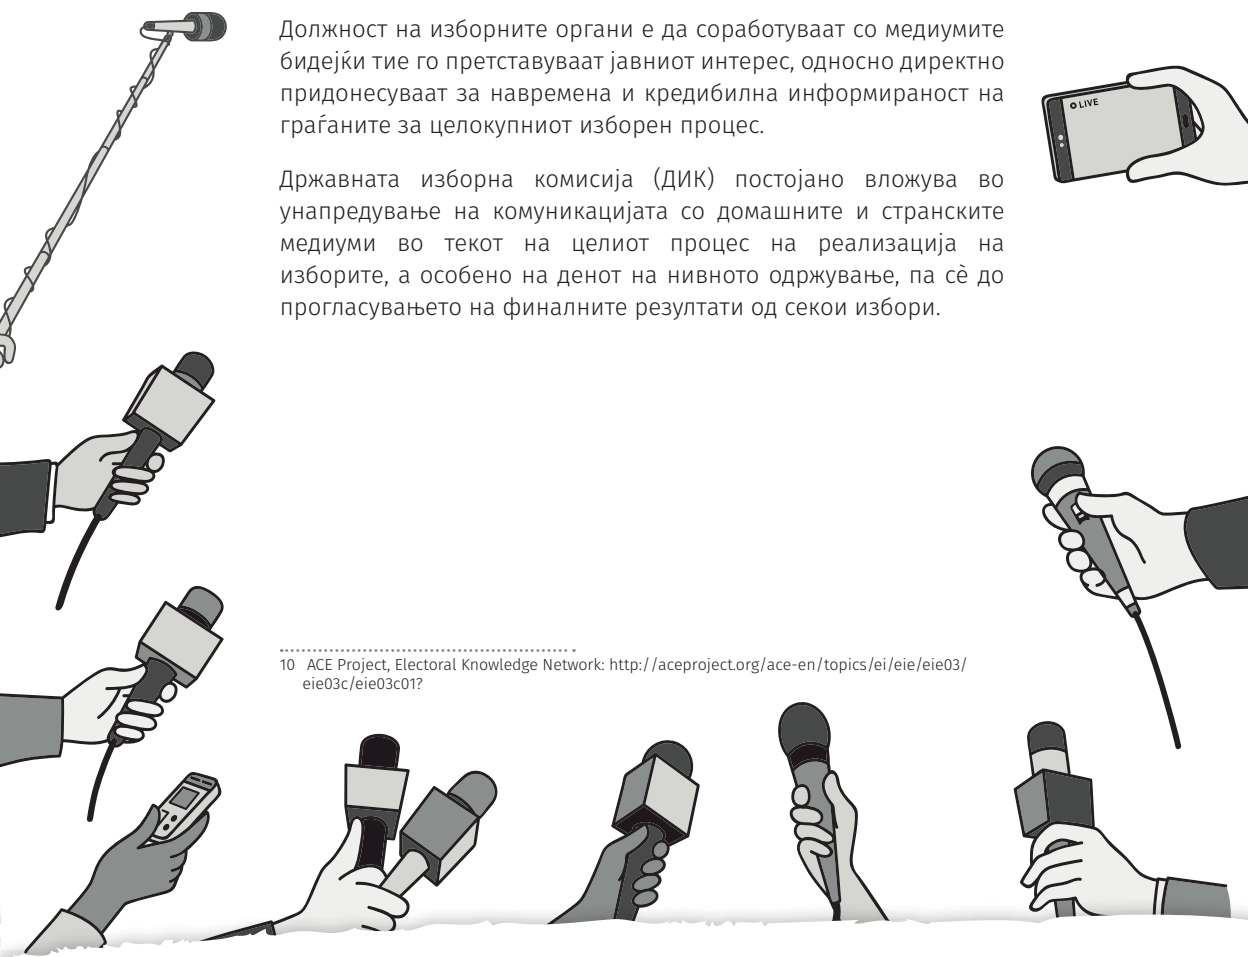 Должност на изборните органи е да соработуваат со медиумите
бидејќи тие го претставуваат јавниот интерес, односно директно
придонесуваат за навремена и кредибилна информираност на
граѓаните за целокупниот изборен процес.
Државната изборна комисија (ДИК) постојано вложува во
унапредување на комуникацијата со домашните и странските
медиуми во текот на целиот процес на реализација на
изборите, а особено на денот на нивното одржување, па сѐ до
прогласувањето на финалните резултати од секои избори.
LIVE
10 ACE Project, Electoral Knowledge Network: http://aceproject.org/ace-en/topics/ei/eie/eie03/
eie03c/eie03c01?